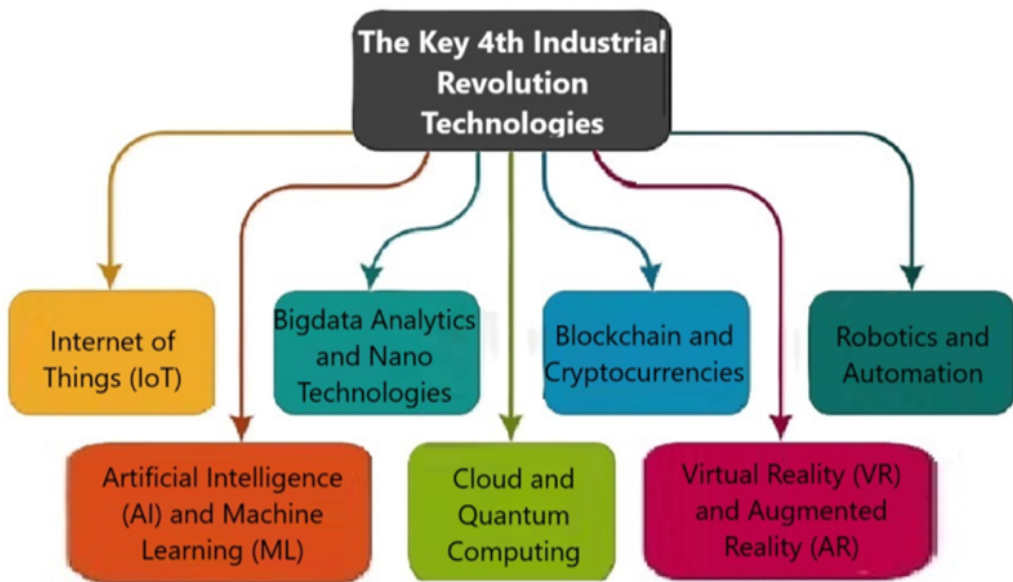 The Key 4th Industrial
Revolution
Technologies
Internet of
Things (IoT)
Bigdata Analytics
and Nano
Technologies
Blockchain and
Cryptocurrencies
Robotics and
Automation
Artificial Intelligence
(AI) and Machine
Learning (ML)
Cloud and
Quantum
Computing
Virtual Reality (VR)
and Augmented
Reality (AR)